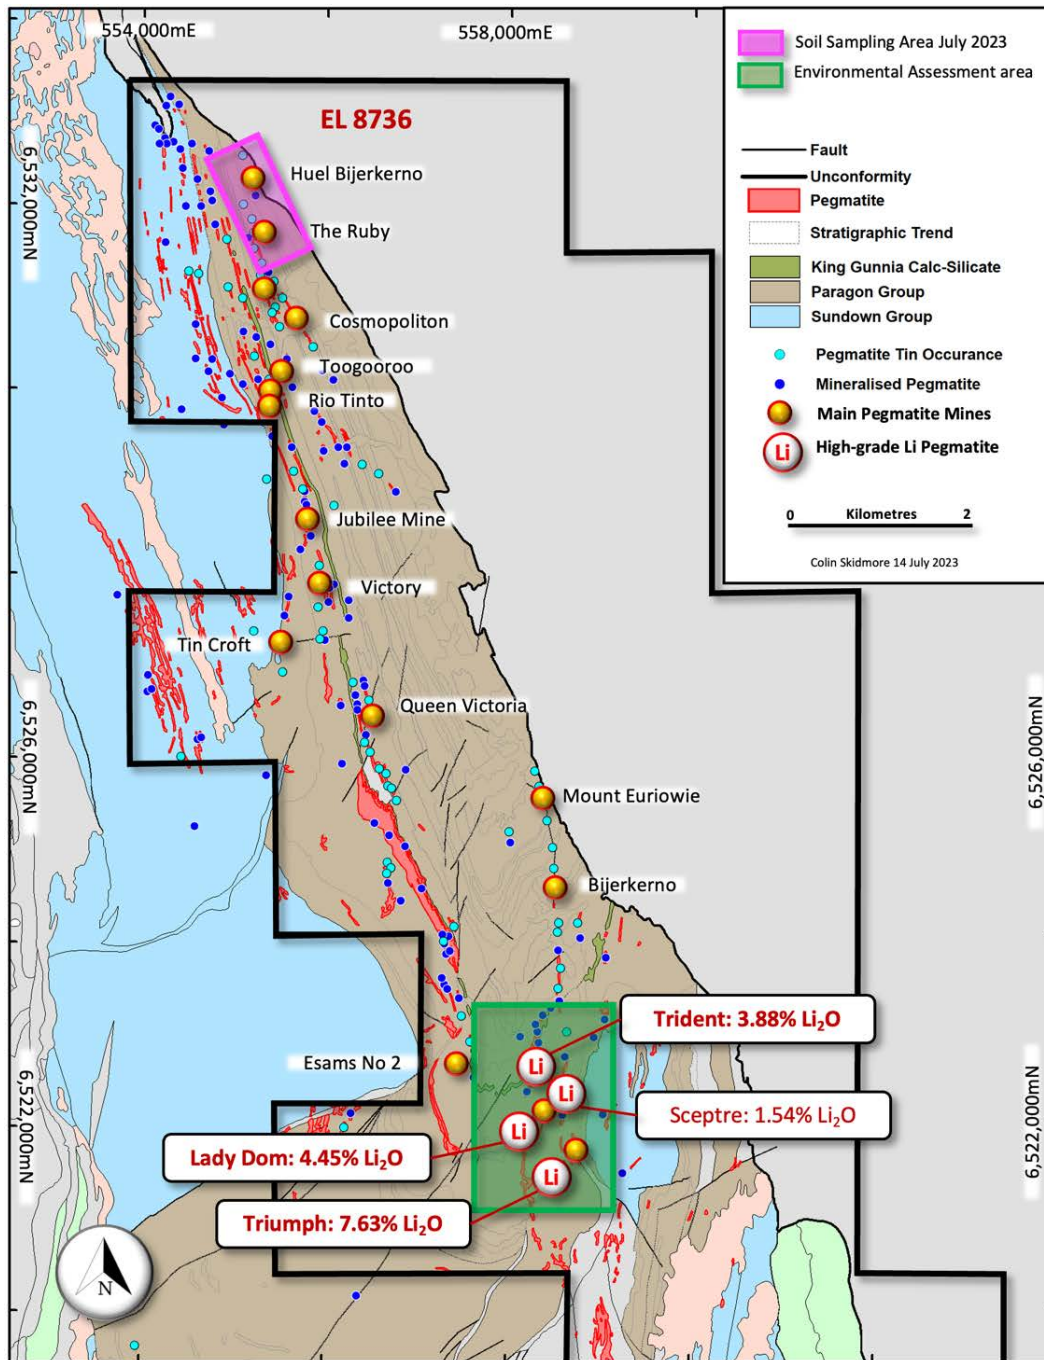 554,000mE
558,000mE
EL 8736
6,532,000mN
Huel Bijerkerno
The Ruby
Cosmopoliton
Toogooroo
Rio Tinto
Jubilee Mine
Victory
Tin Croft
Queen Victoria
6,526,000mN
6,526,000mN
Mount Euriowie
Bijerkerno
Trident: 3.88% Li₂O
Esams No 2
Li
Li
Sceptre: 1.54% Li₂O
6,522,000mN
6,522,000mN
Li
Lady Dom: 4.45% Li₂O
Li
Triumph: 7.63% Li₂O
N
Soil Sampling Area July 2023
Environmental Assessment area
Fault
Unconformity
Pegmatite
Stratigraphic Trend
King Gunnia Calc-Silicate
Paragon Group
Sundown Group
Pegmatite Tin Occurance
Mineralised Pegmatite
Main Pegmatite Mines
Li High-grade Li Pegmatite
0 Kilometres 2
Colin Skidmore 14 July 2023